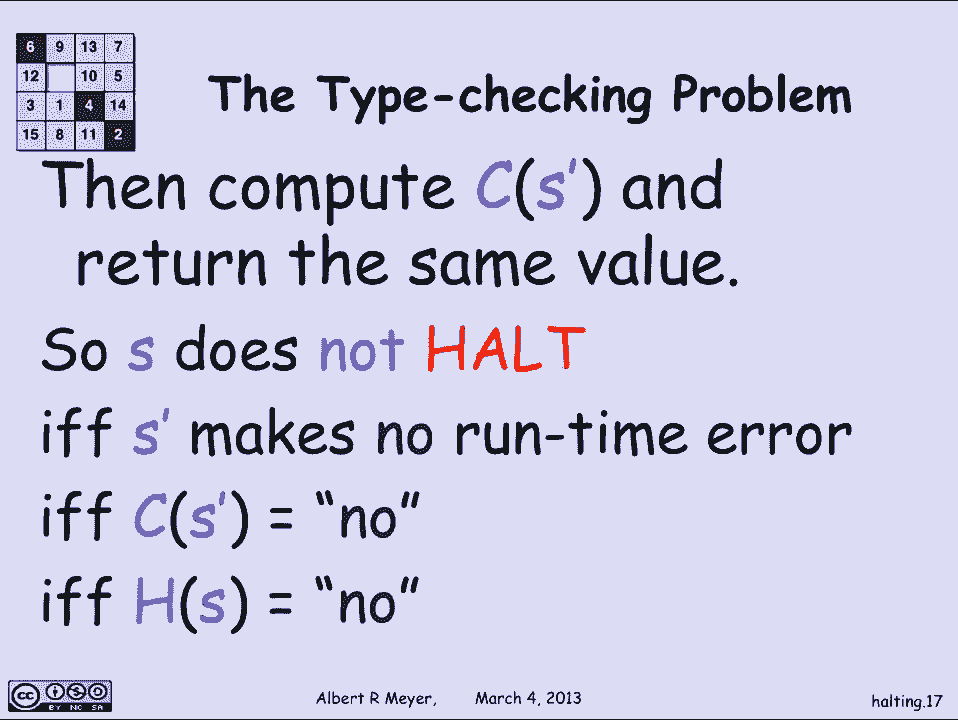 6 9 13 7
12 10 5
3 1 4 14
15 8 11 2
The Type-checking Problem
Then compute C(s′) and
return the same value.
So s does not HALT
iff s′ makes no run-time error
iff C(s′) = “no”
iff H(s) = “no”
cc BY NC SA
Albert R Meyer, March 4, 2013
halting.17